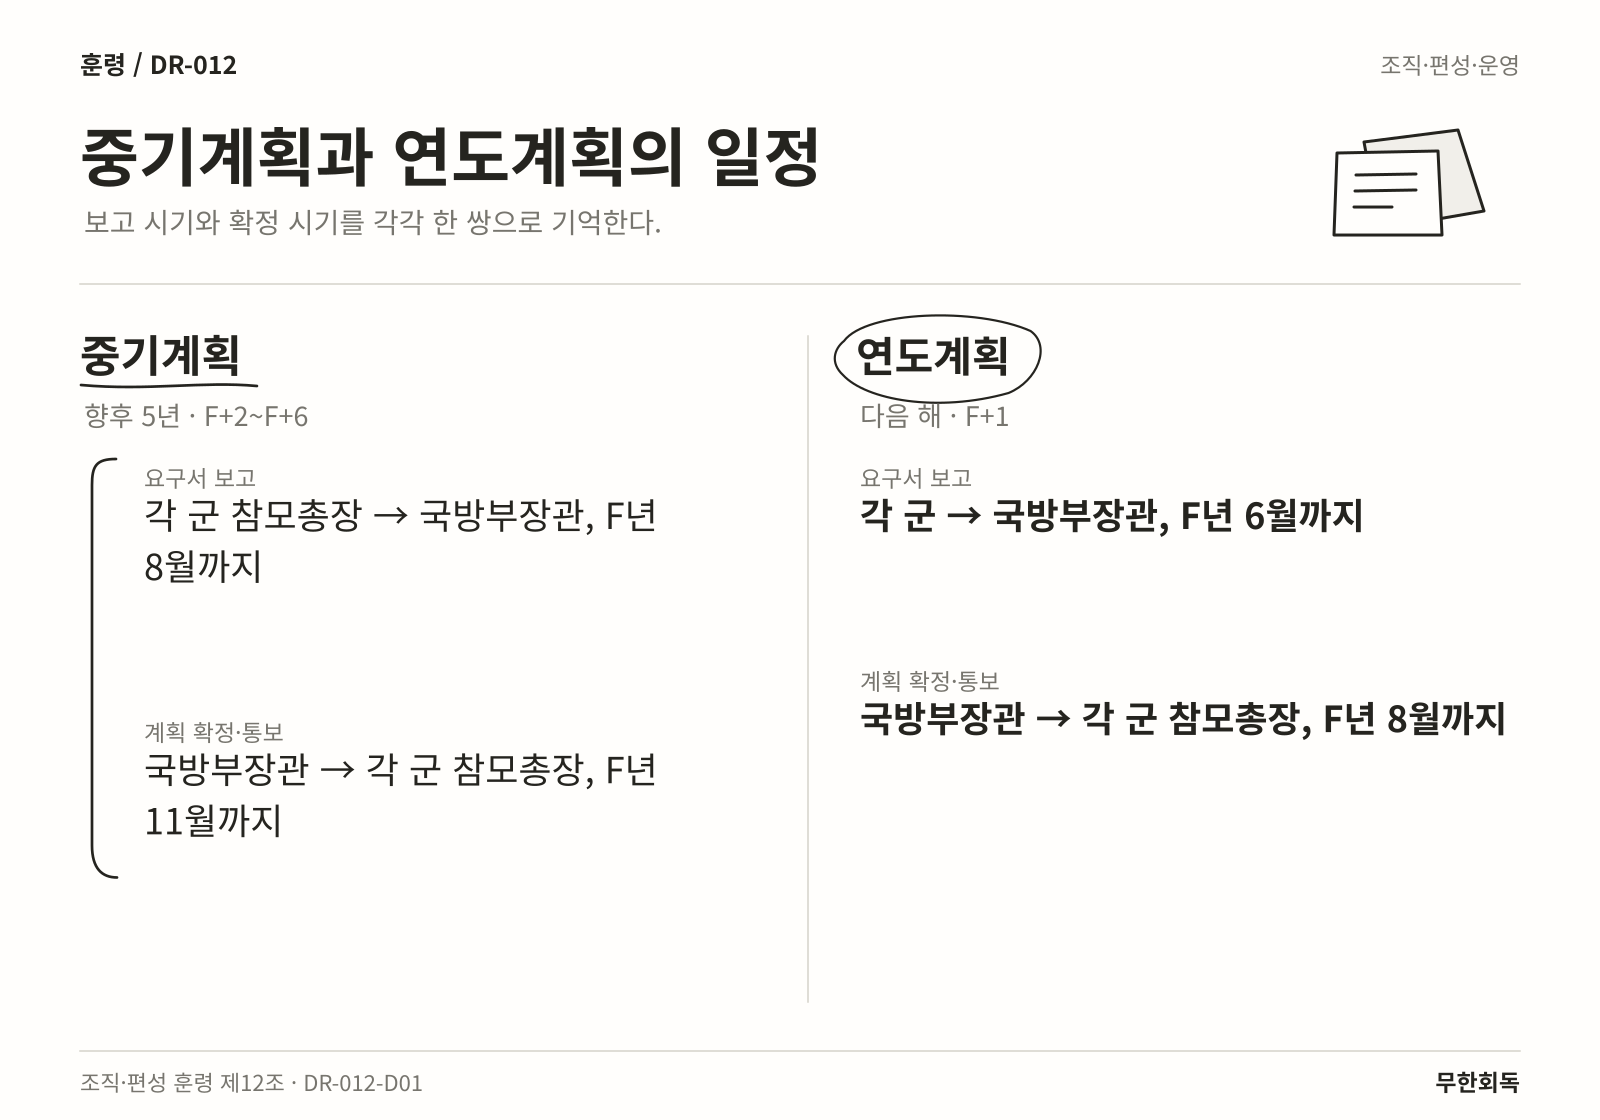 훈령 / DR-012
조직·편성·운영
중기계획과 연도계획의 일정
보고 시기와 확정 시기를 각각 한 쌍으로 기억한다.
중기계획
향후 5년 · F+2~F+6
요구서 보고
각 군 참모총장 → 국방부장관, F년
8월까지
계획 확정·통보
국방부장관 → 각 군 참모총장, F년
11월까지
연도계획
다음 해 · F+1
요구서 보고
각 군 → 국방부장관, F년 6월까지
계획 확정·통보
국방부장관 → 각 군 참모총장, F년 8월까지
조직·편성 훈령 제12조 · DR-012-D01
무한회독